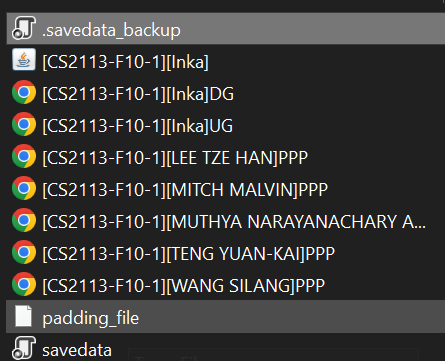 .savedata_backup
[CS2113-F10-1][Inka]
[CS2113-F10-1][Inka]DG
[CS2113-F10-1][Inka]UG
[CS2113-F10-1][LEE TZE HAN]PPP
[CS2113-F10-1][MITCH MALVIN]PPP
[CS2113-F10-1][MUTHYA NARAYANACHARY A...
[CS2113-F10-1][TENG YUAN-KAI]PPP
[CS2113-F10-1][WANG SILANG]PPP
padding_file
savedata